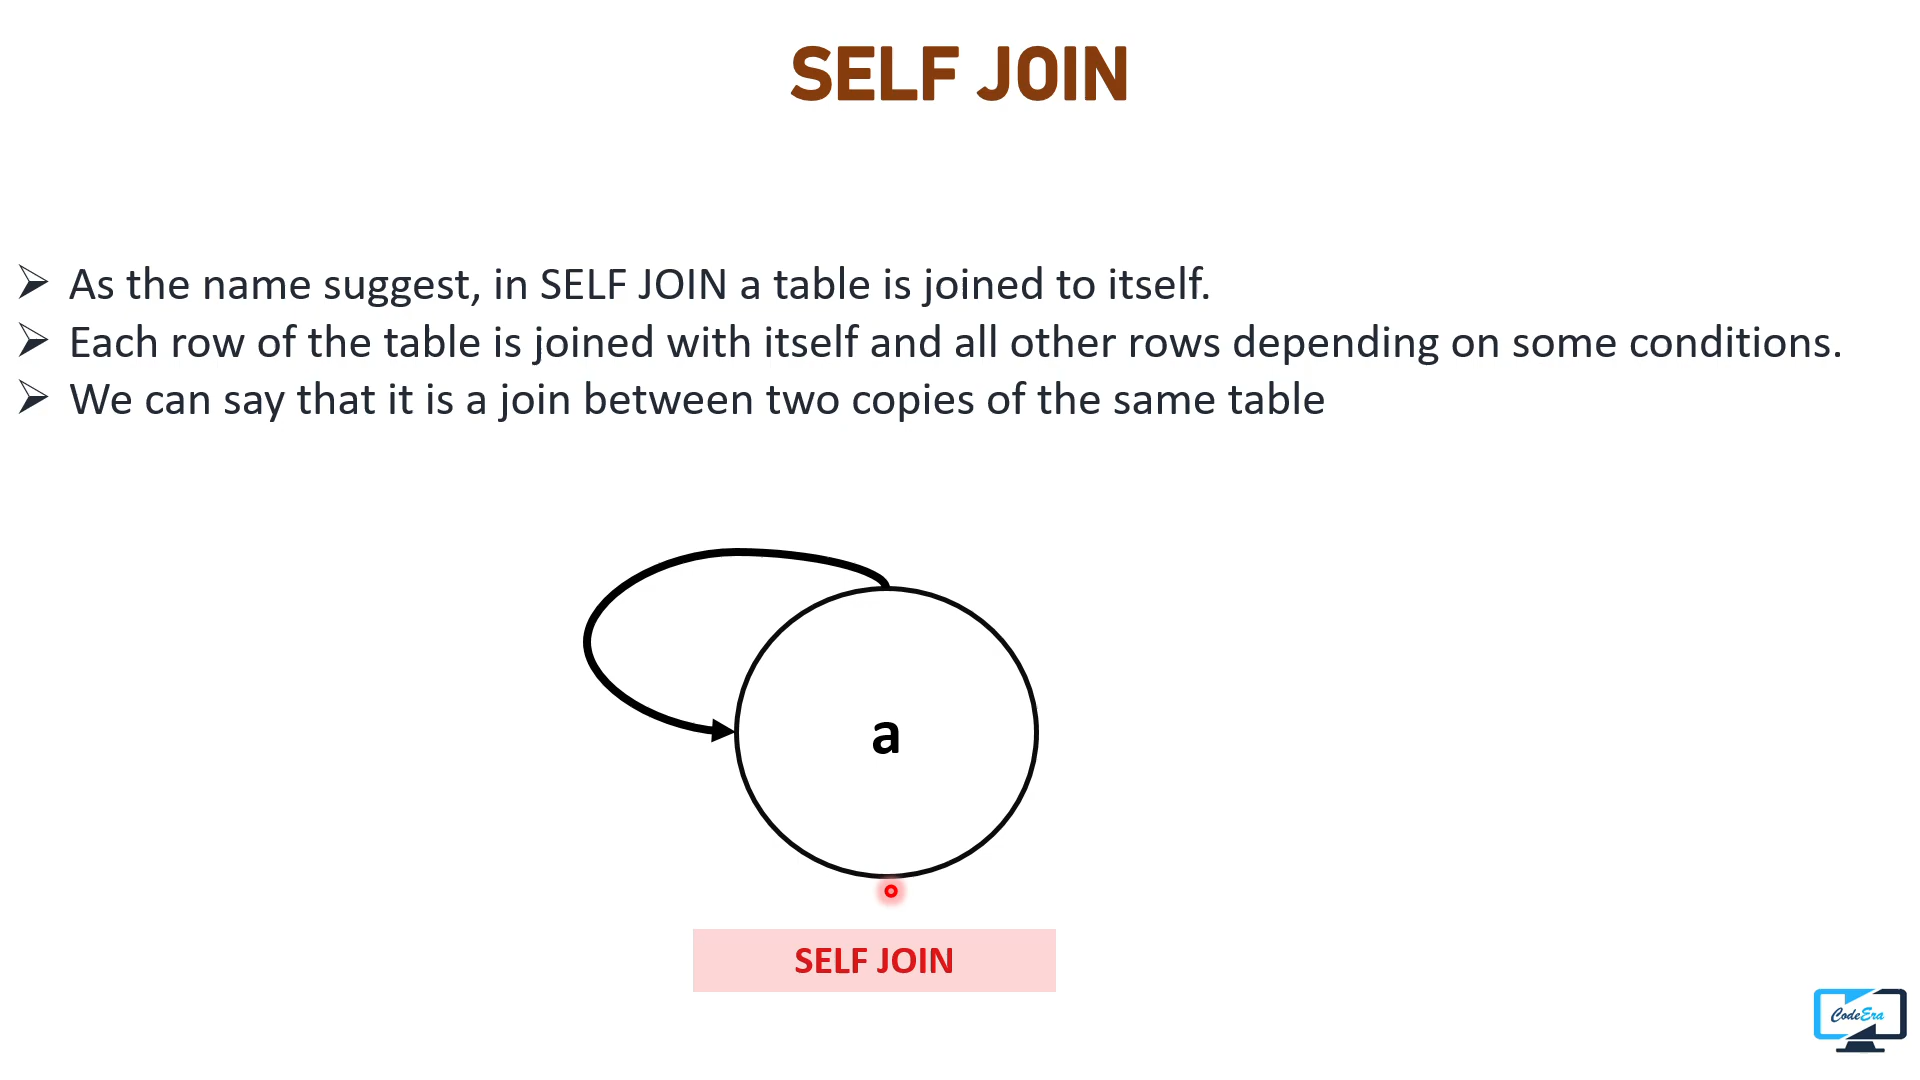 SELF JOIN
As the name suggest, in SELF JOIN a table is joined to itself.
Each row of the table is joined with itself and all other rows depending on some conditions.
We can say that it is a join between two copies of the same table
a
SELF JOIN
CodeEra